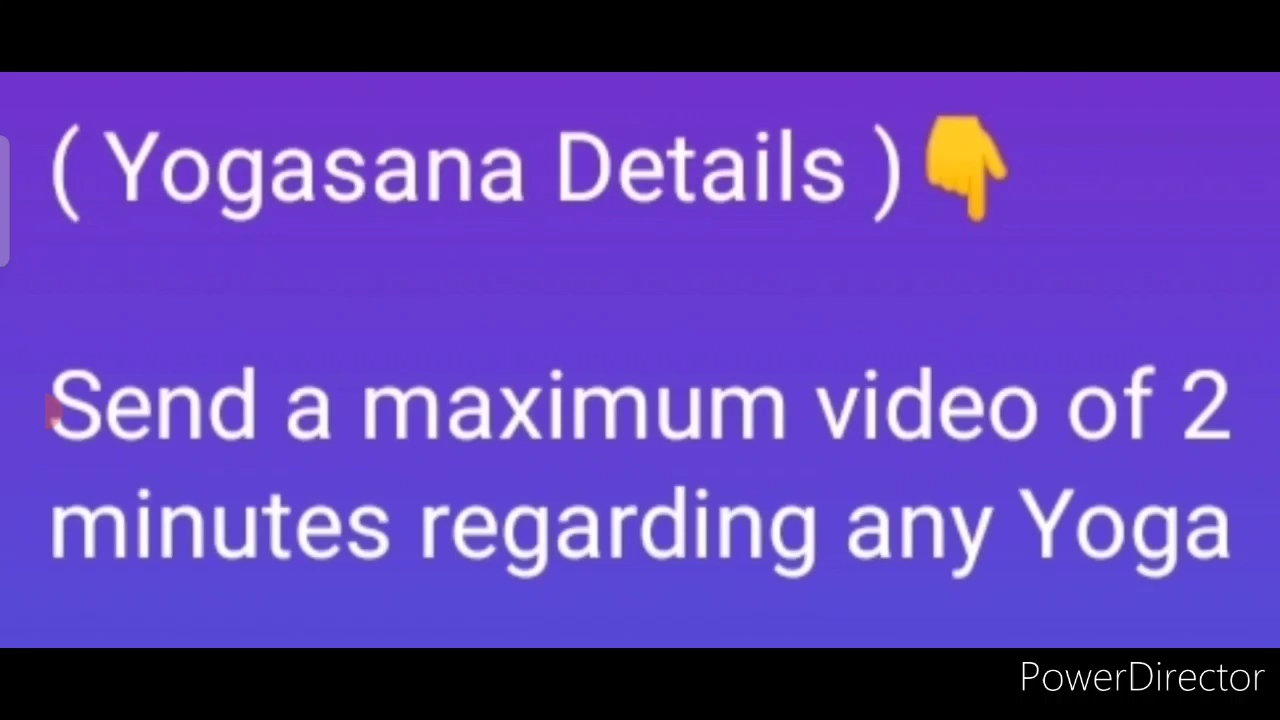 ( Yogasana Details )👇
Send a maximum video of 2
minutes regarding any Yoga
PowerDirector